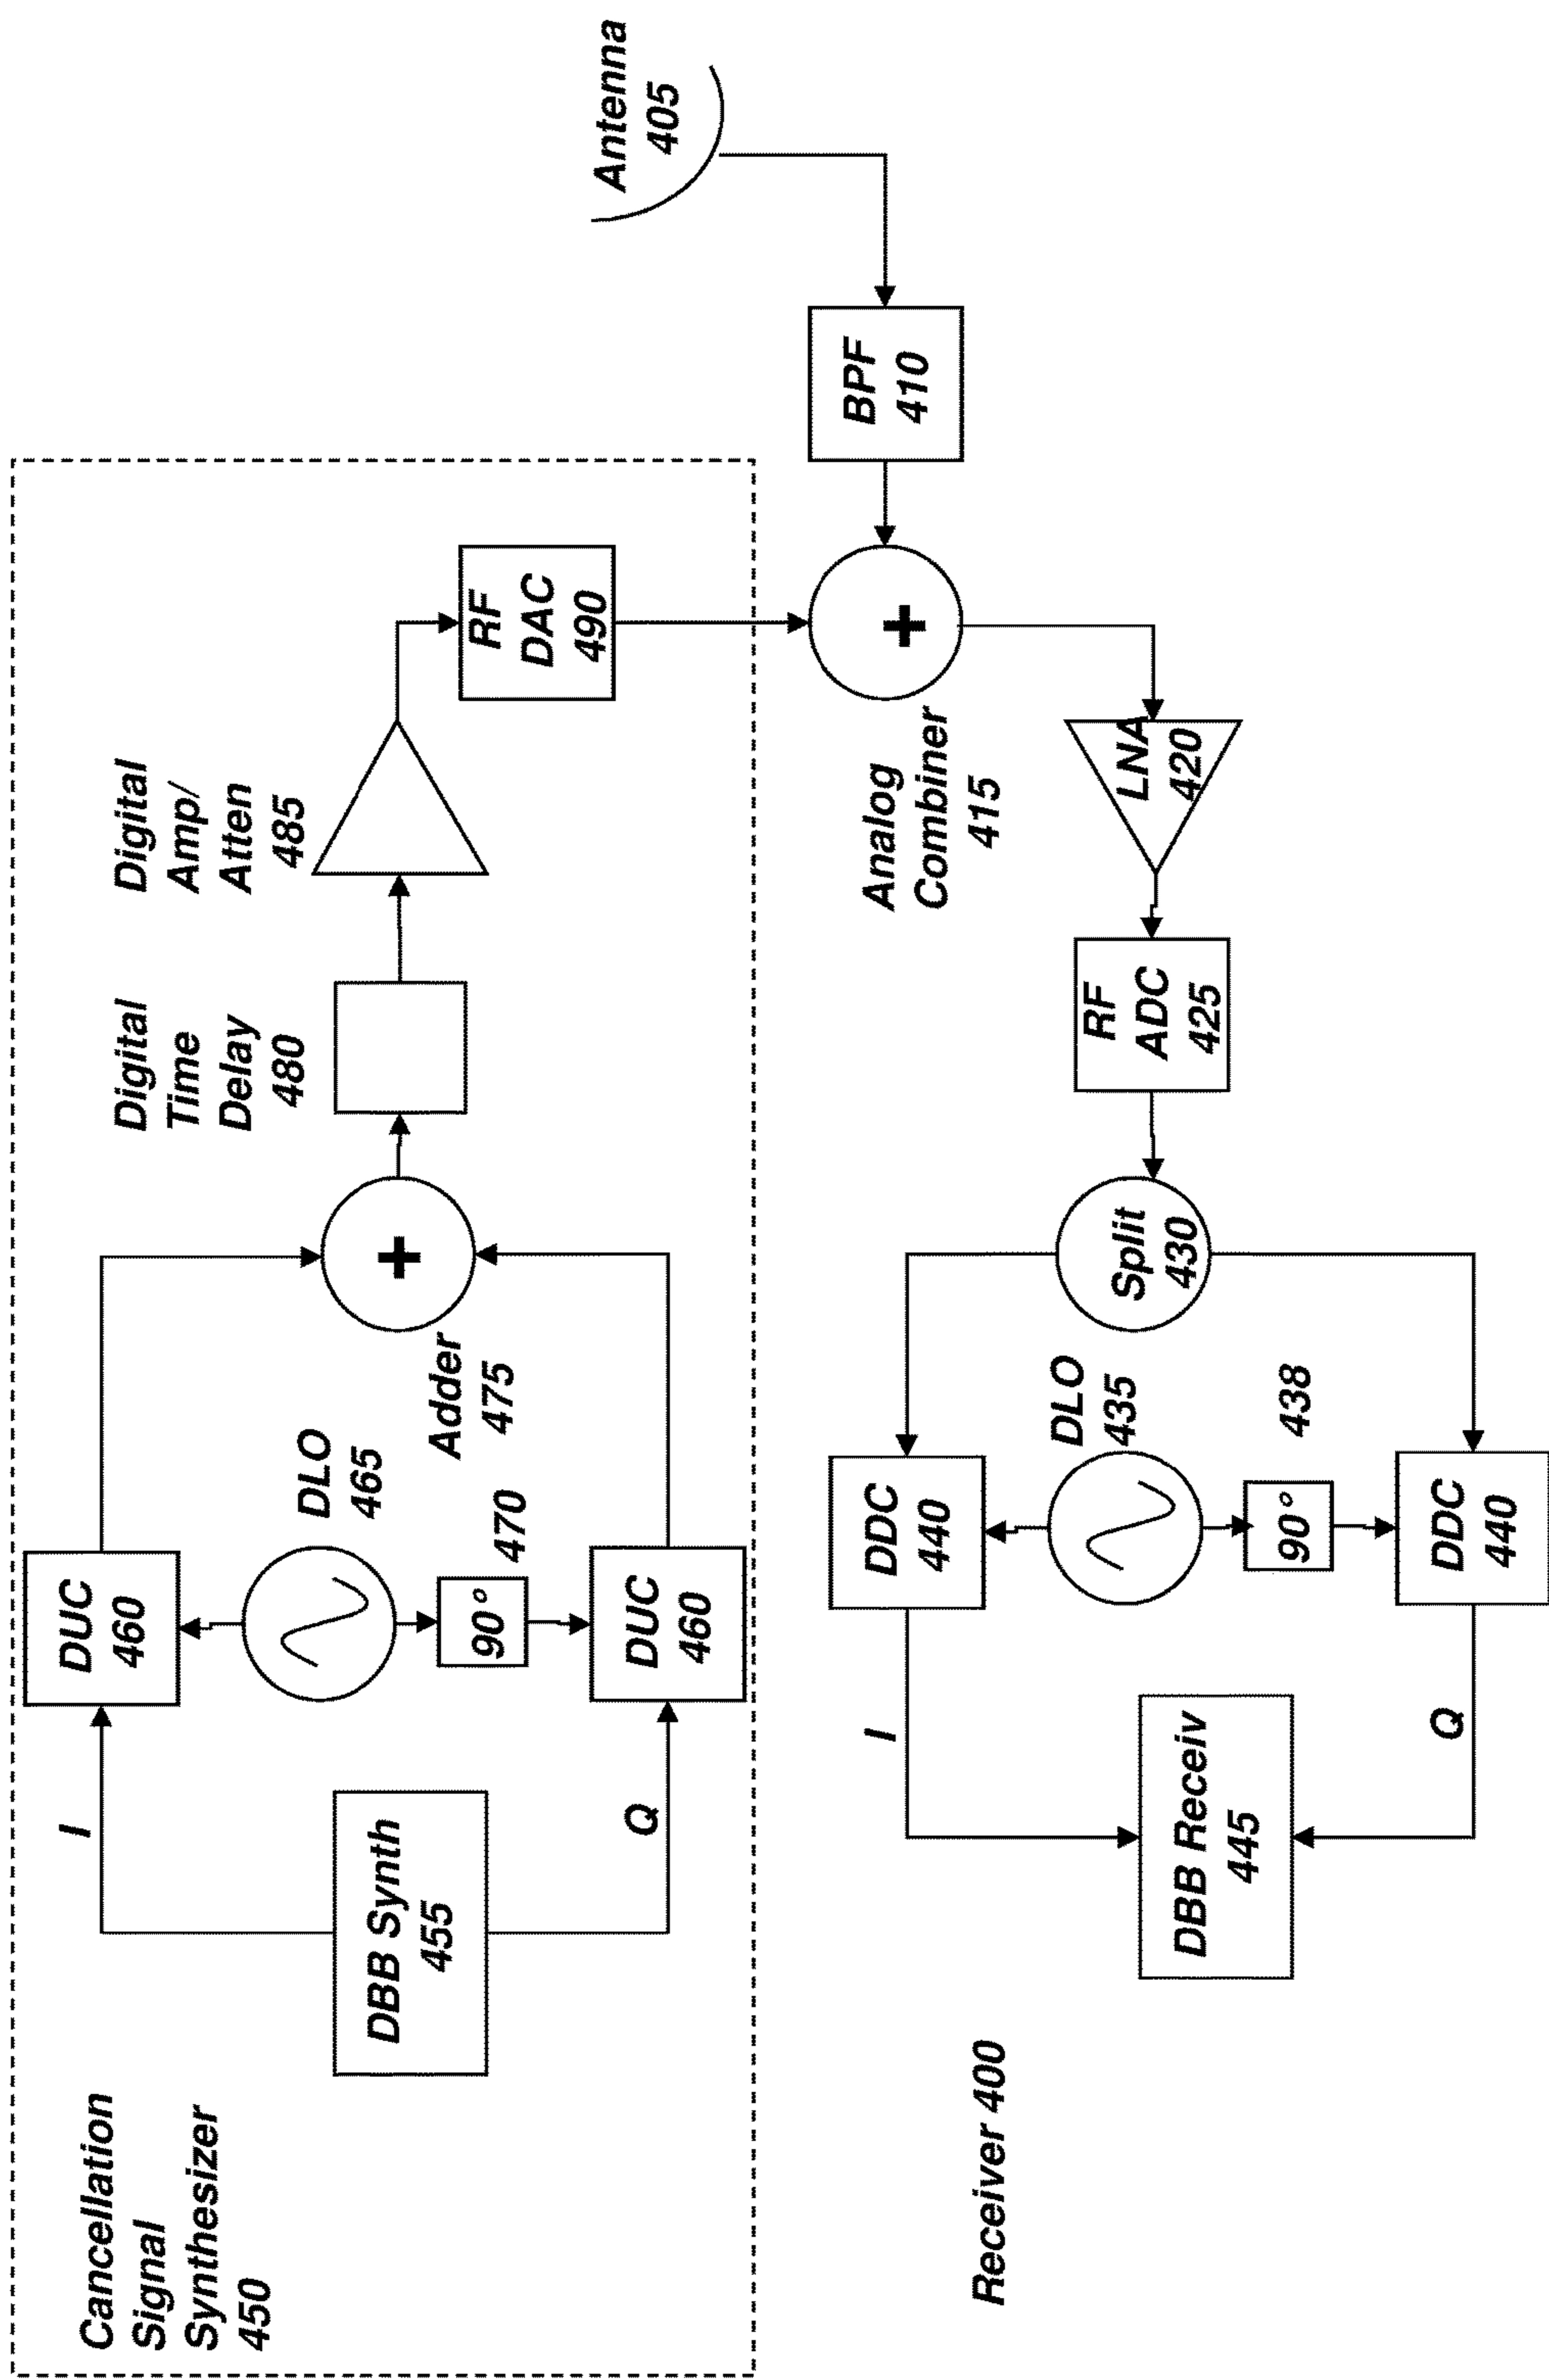 Cancellation
Signal
Synthesizer
450
DBB Synth
455
I
Q
DUC
460
DLO
465
90°
470
DUC
460
Adder
475
+
Digital
Time
Delay
480
Digital
Amp/
Atten
485
RF
DAC
490
Antenna
405
BPF
410
+
Analog
Combiner
415
LNA
420
RF
ADC
425
Split
430
DLO
435
90°
438
DDC
440
DDC
440
I
Q
DBB Receiv
445
Receiver 400